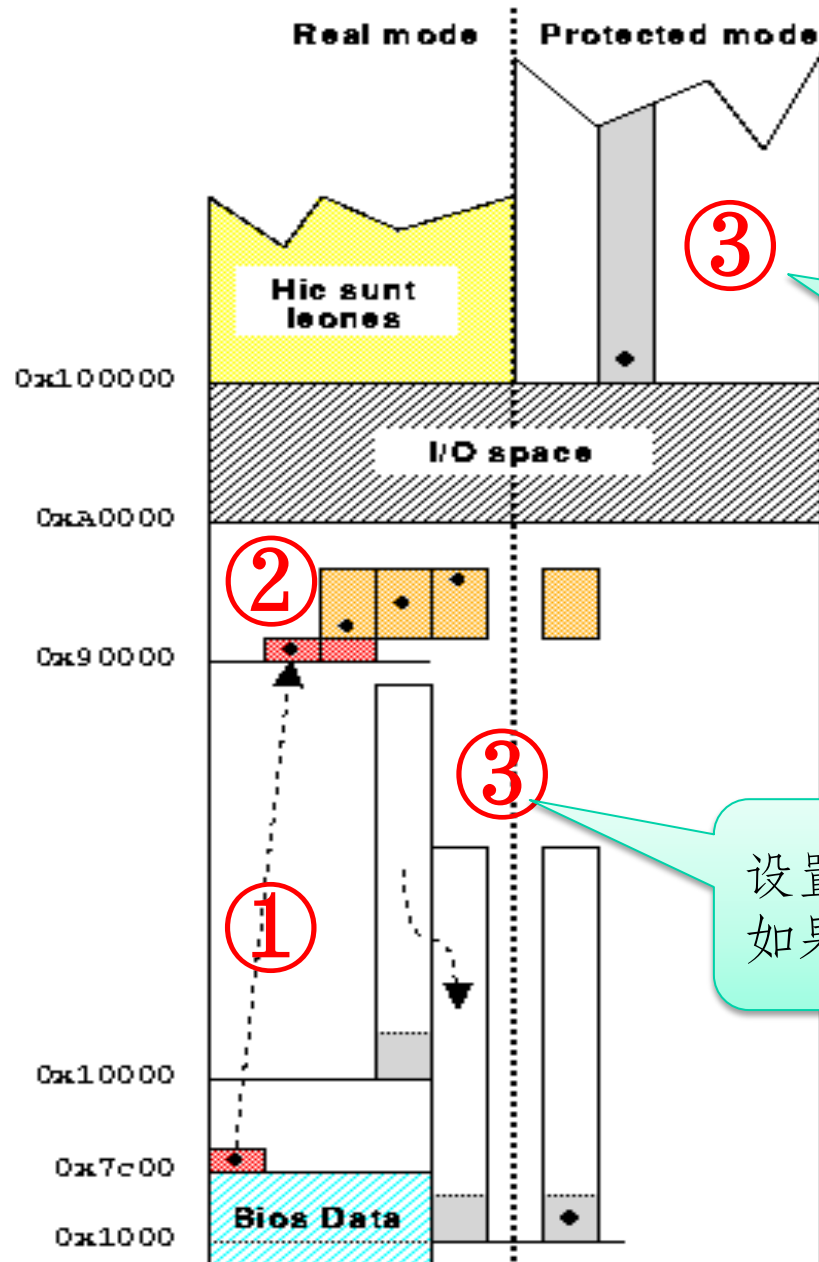 Real mode
Protected mode
③
Hic sunt
leones
0x100000
I/O space
0xA0000
②
0x90000
③
设置
如果
①
0x10000
0x7c00
Bios Data
0x1000